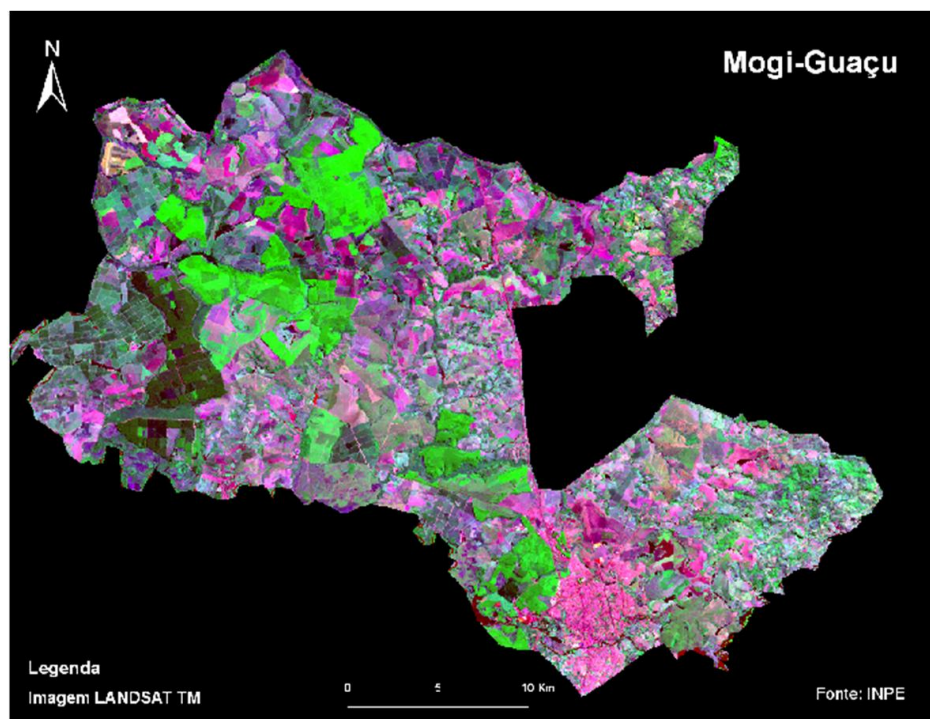 N
Mogi-Guaçu
Legenda
Imagem LANDSAT TM
0 5 10 Km
Fonte: INPE